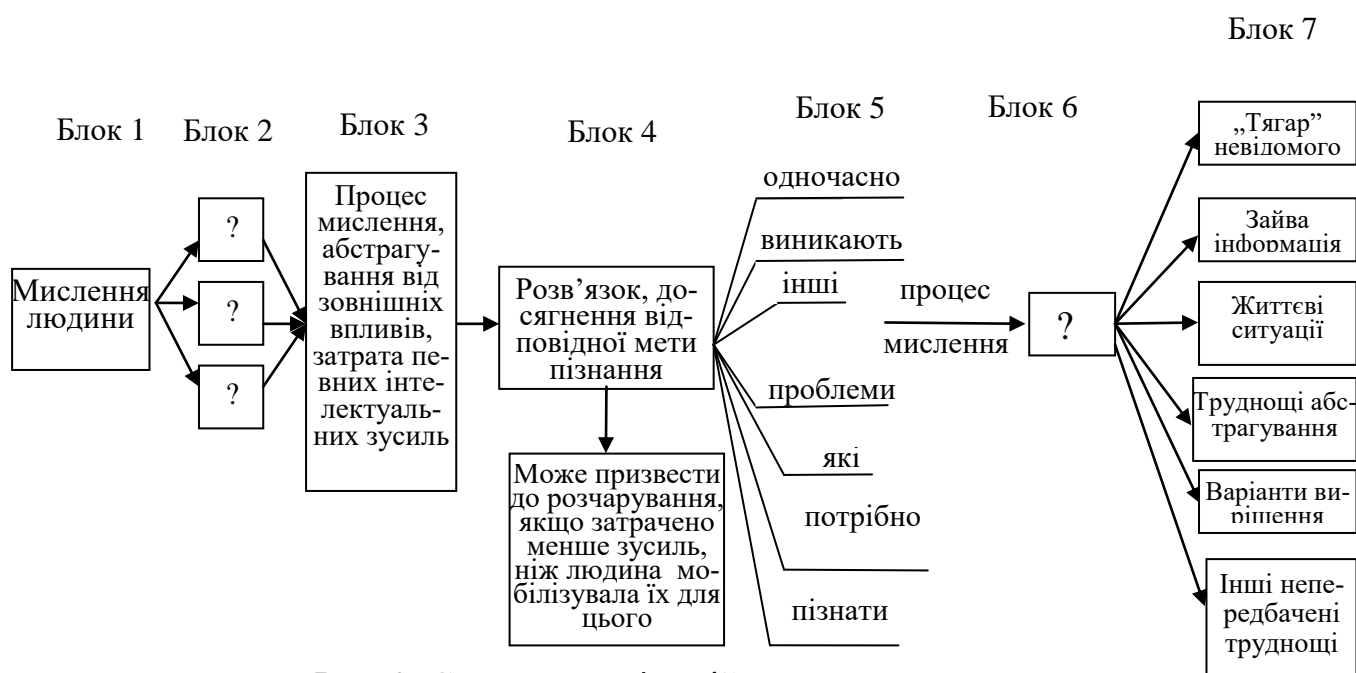 Блок 1
Блок 2
Блок 3
Блок 4
Блок 5
Блок 6
Блок 7
Мислення
людини
?
?
?
Процес
мислення,
абстрагу-
вання від
зовнішніх
впливів,
затрата пе-
вних інте-
лектуаль-
них зусиль
Розв’язок, до-
сягнення від-
повідної мети
пізнання
Може призвести
до розчарування,
якщо затрачено
менше зусиль,
ніж людина мо-
білізувала їх для
цього
одночасно
виникають
інші
проблеми
які
потрібно
пізнати
процес
мислення
?
„Тягар”
невідомого
Зайва
інформація
Життєві
ситуації
Труднощі абс-
трагування
Варіанти ви-
рішення
Інші непе-
редбачені
труднощі